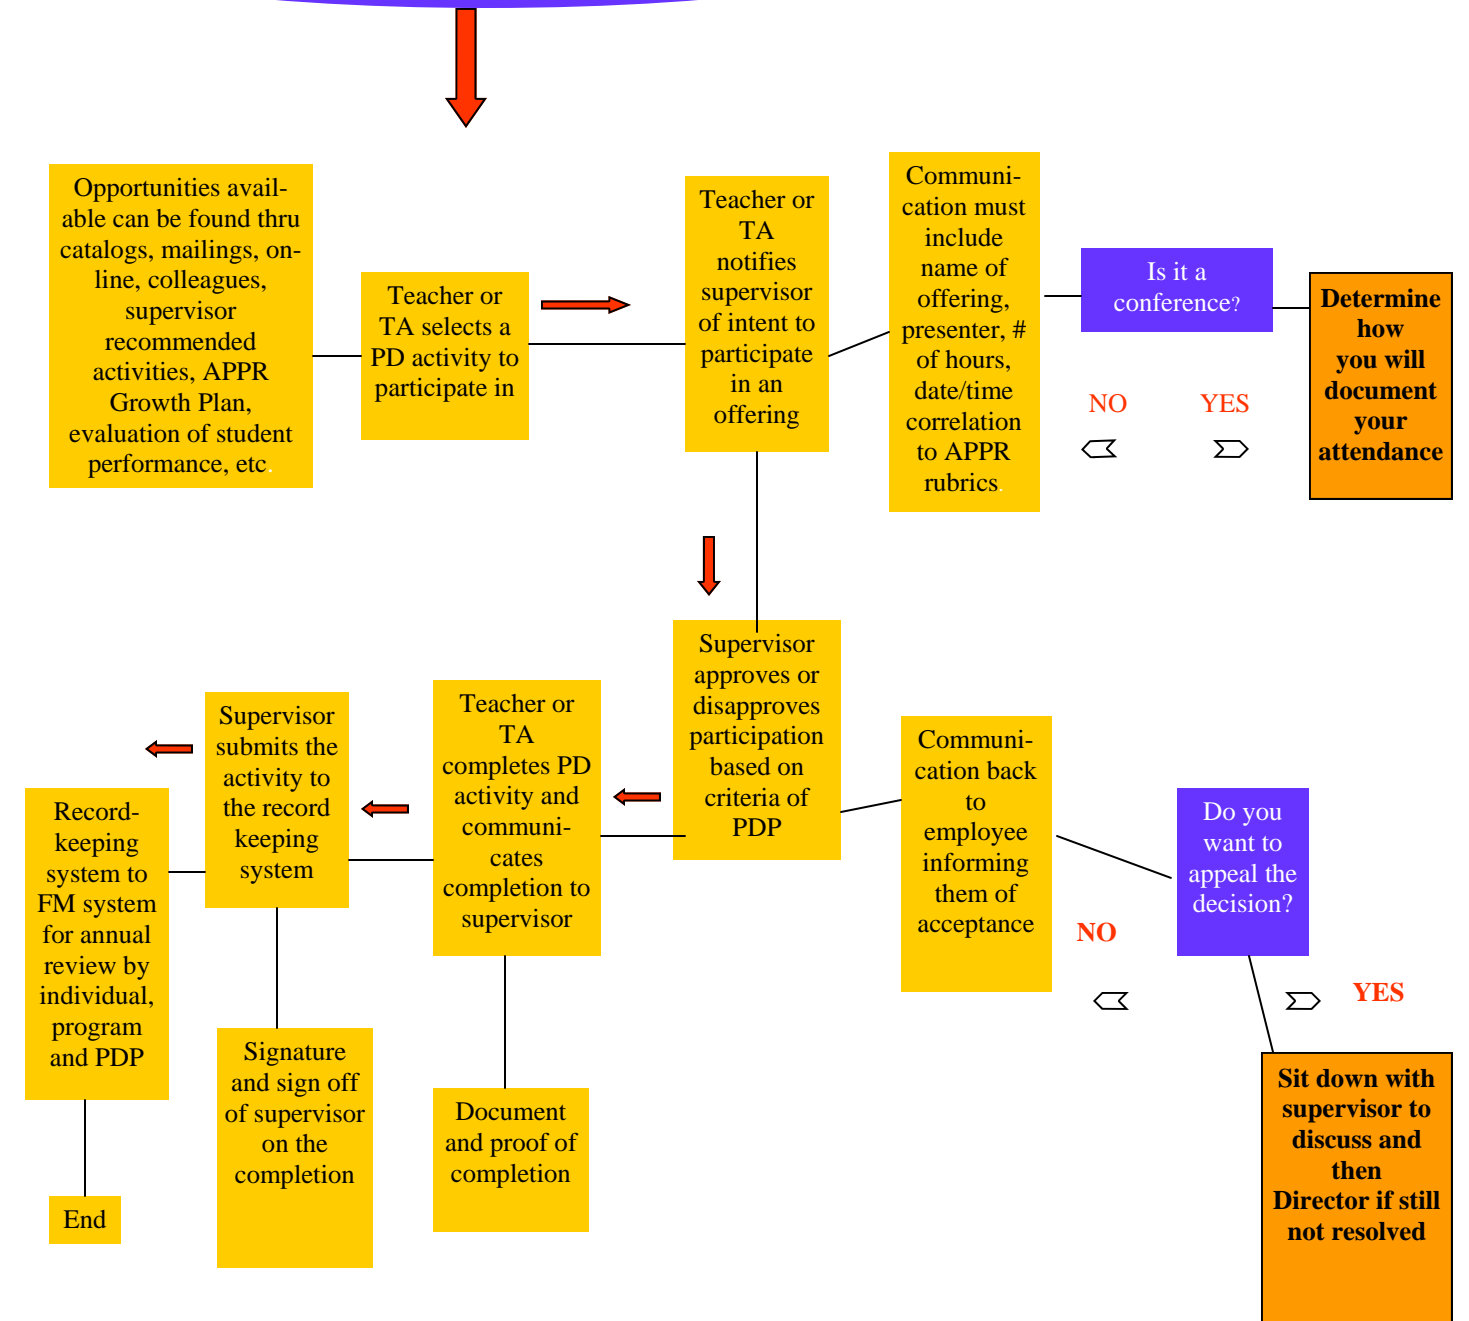 Opportunities avail-
able can be found thru
catalogs, mailings, on-
line, colleagues,
supervisor
recommended
activities, APPR
Growth Plan,
evaluation of student
performance, etc.
Teacher or
TA selects a
PD activity to
participate in
Teacher or
TA
notifies
supervisor
of intent to
participate
in an
offering
Communi-
cation must
include
name of
offering,
presenter, #
of hours,
date/time
correlation
to APPR
rubrics.
Is it a
conference?
NO
YES
Determine
how
you will
document
your
attendance
Supervisor
approves or
disapproves
participation
based on
criteria of
PDP
Communi-
cation back
to
employee
informing
them of
acceptance
Do you
want to
appeal the
decision?
NO
YES
Sit down with
supervisor to
discuss and
then
Director if still
not resolved
Teacher or
TA
completes PD
activity and
communi-
cates
completion to
supervisor
Document
and proof of
completion
Supervisor
submits the
activity to
the record
keeping
system
Signature
and sign off
of supervisor
on the
completion
Record-
keeping
system to
FM system
for annual
review by
individual,
program
and PDP
End